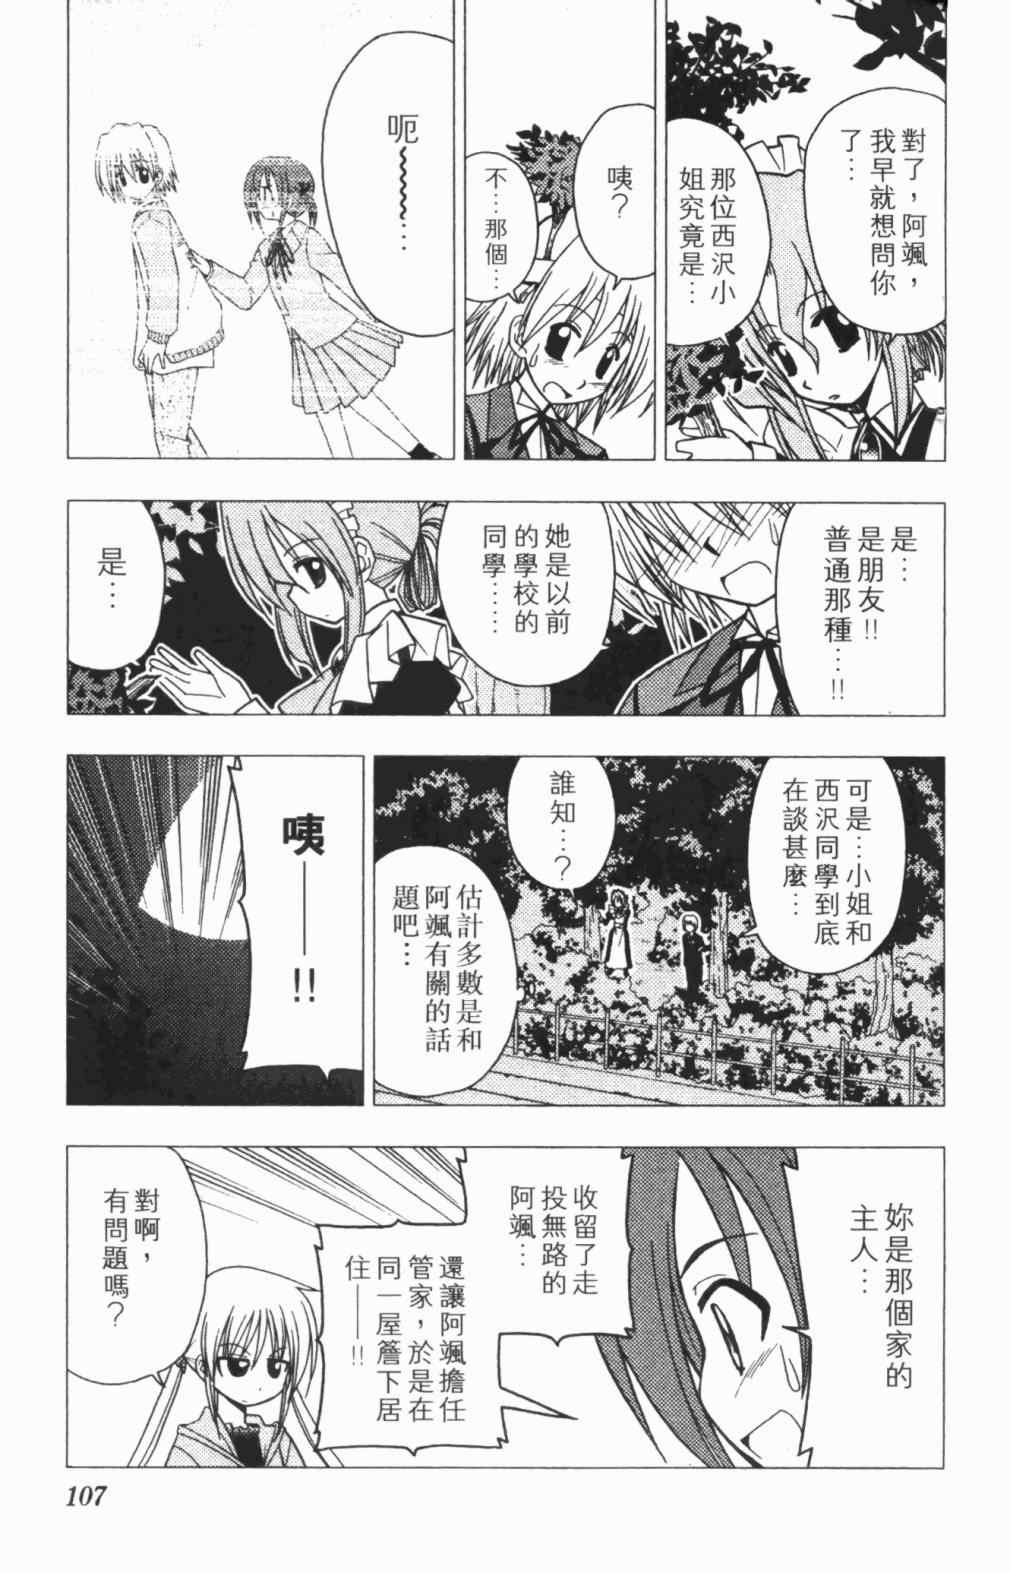 對了，阿颯，
我早就想問你
了…
那位西沢小
姐究竟是…
咦？
不…那個…
呃~~~~…
是…
是朋友!!
普通那種…!!
她是以前
的學校的
同學……
是…
可是…小姐和
西沢同學到底
在談甚麼…
誰知…？
估計多數是和
阿颯有關的話
題吧…
咦——!!
妳是那個家的
主人…
收留了走
投無路的
阿颯…
還讓阿颯擔任
管家，於是在
同一屋簷下居
住——!!
對啊，
有問題嗎？
107